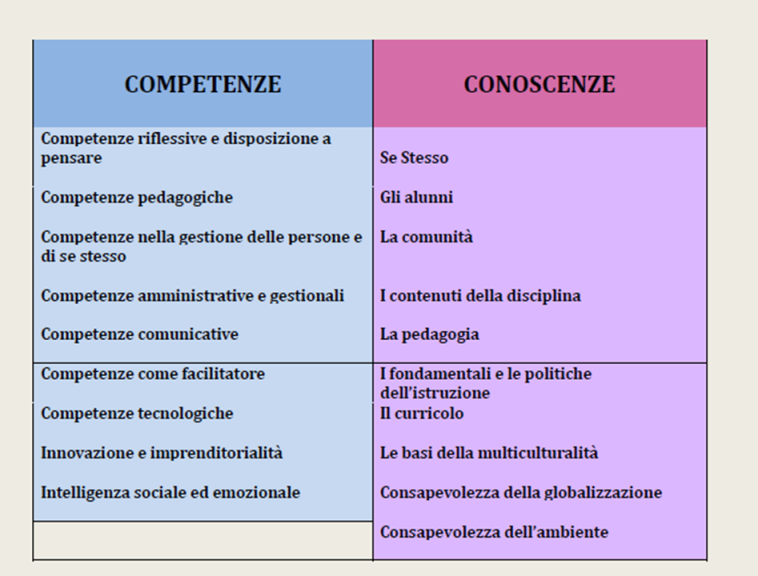 COMPETENZE
CONOSCENZE
Competenze riflessive e disposizione a
pensare
Se Stesso
Competenze pedagogiche
Gli alunni
Competenze nella gestione delle persone e
di se stesso
La comunità
Competenze amministrative e gestionali
I contenuti della disciplina
Competenze comunicative
La pedagogia
Competenze come facilitatore
I fondamentali e le politiche
dell'istruzione
Competenze tecnologiche
Il curricolo
Innovazione e imprenditorialità
Le basi della multiculturalità
Intelligenza sociale ed emozionale
Consapevolezza della globalizzazione
Consapevolezza dell'ambiente